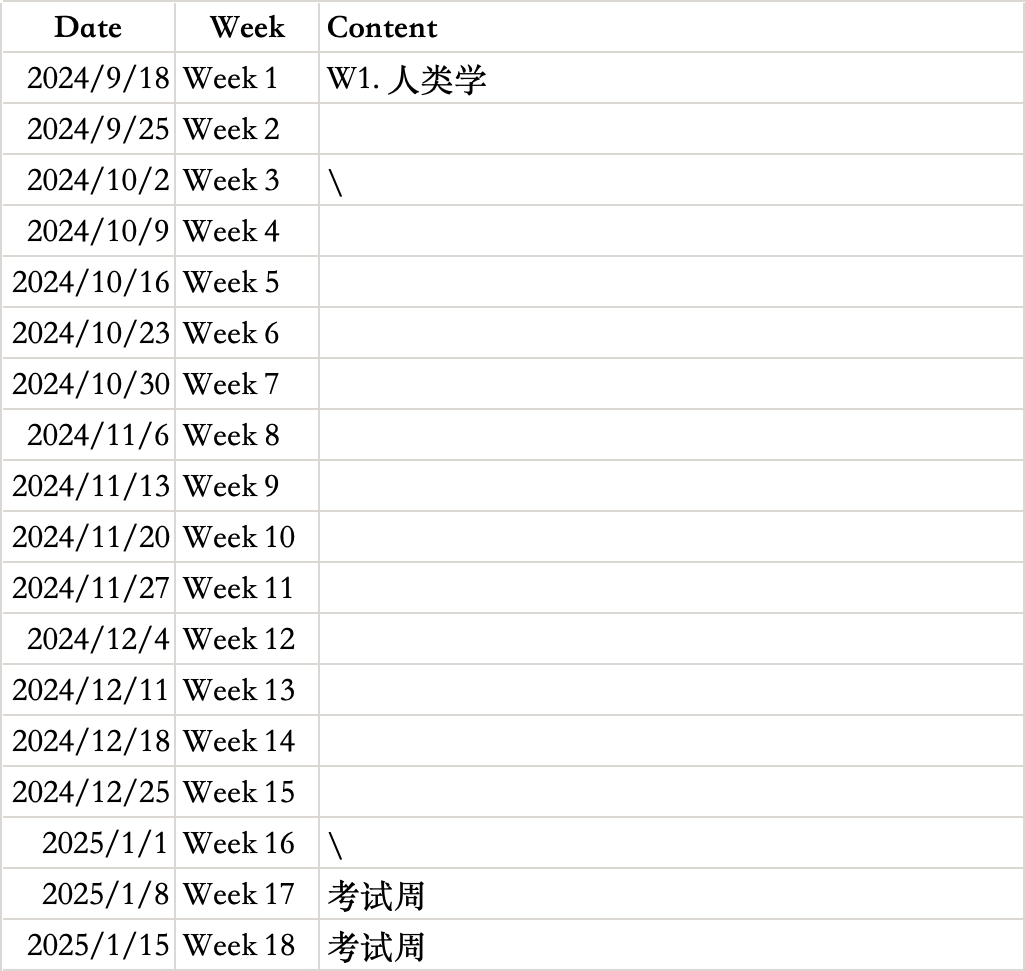 Date Week Content
2024/9/18 Week 1 W1. 人类学
2024/9/25 Week 2
2024/10/2 Week 3 \
2024/10/9 Week 4
2024/10/16 Week 5
2024/10/23 Week 6
2024/10/30 Week 7
2024/11/6 Week 8
2024/11/13 Week 9
2024/11/20 Week 10
2024/11/27 Week 11
2024/12/4 Week 12
2024/12/11 Week 13
2024/12/18 Week 14
2024/12/25 Week 15
2025/1/1 Week 16 \
2025/1/8 Week 17 考试周
2025/1/15 Week 18 考试周